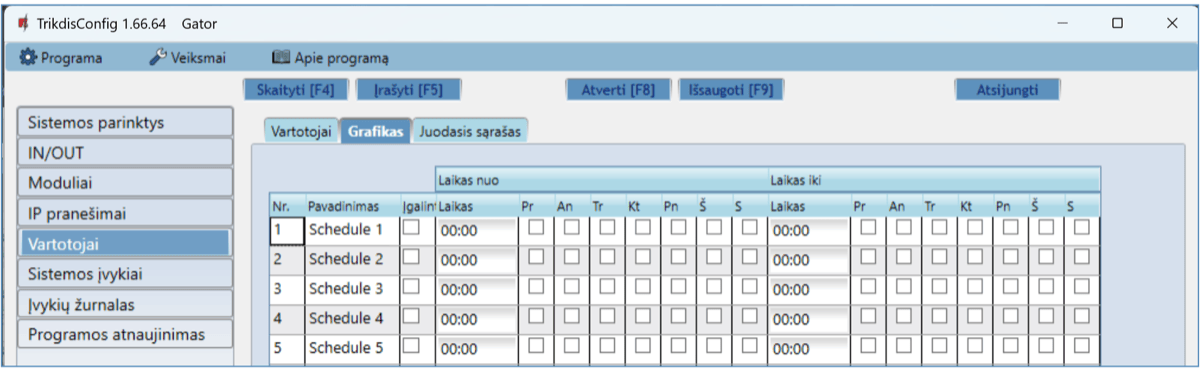 TrikdisConfig 1.66.64 Gator
Programa Veiksmai Apie programą
Skaityti [F4] Įrašyti [F5] Atverti [F8] Išsaugoti [F9] Atsijungti
Sistemos parinktys
IN/OUT
Moduliai
IP pranešimai
Vartotojai
Sistemos įvykiai
Įvykių žurnalas
Programos atnaujinimas
Vartotojai Grafikas Juodasis sąrašas
Laikas nuo Laikas iki
Nr. Pavadinimas Įgalint Laikas Pr An Tr Kt Pn Š S Laikas Pr An Tr Kt Pn Š S
1 Schedule 1 00:00 00:00
2 Schedule 2 00:00 00:00
3 Schedule 3 00:00 00:00
4 Schedule 4 00:00 00:00
5 Schedule 5 00:00 00:00